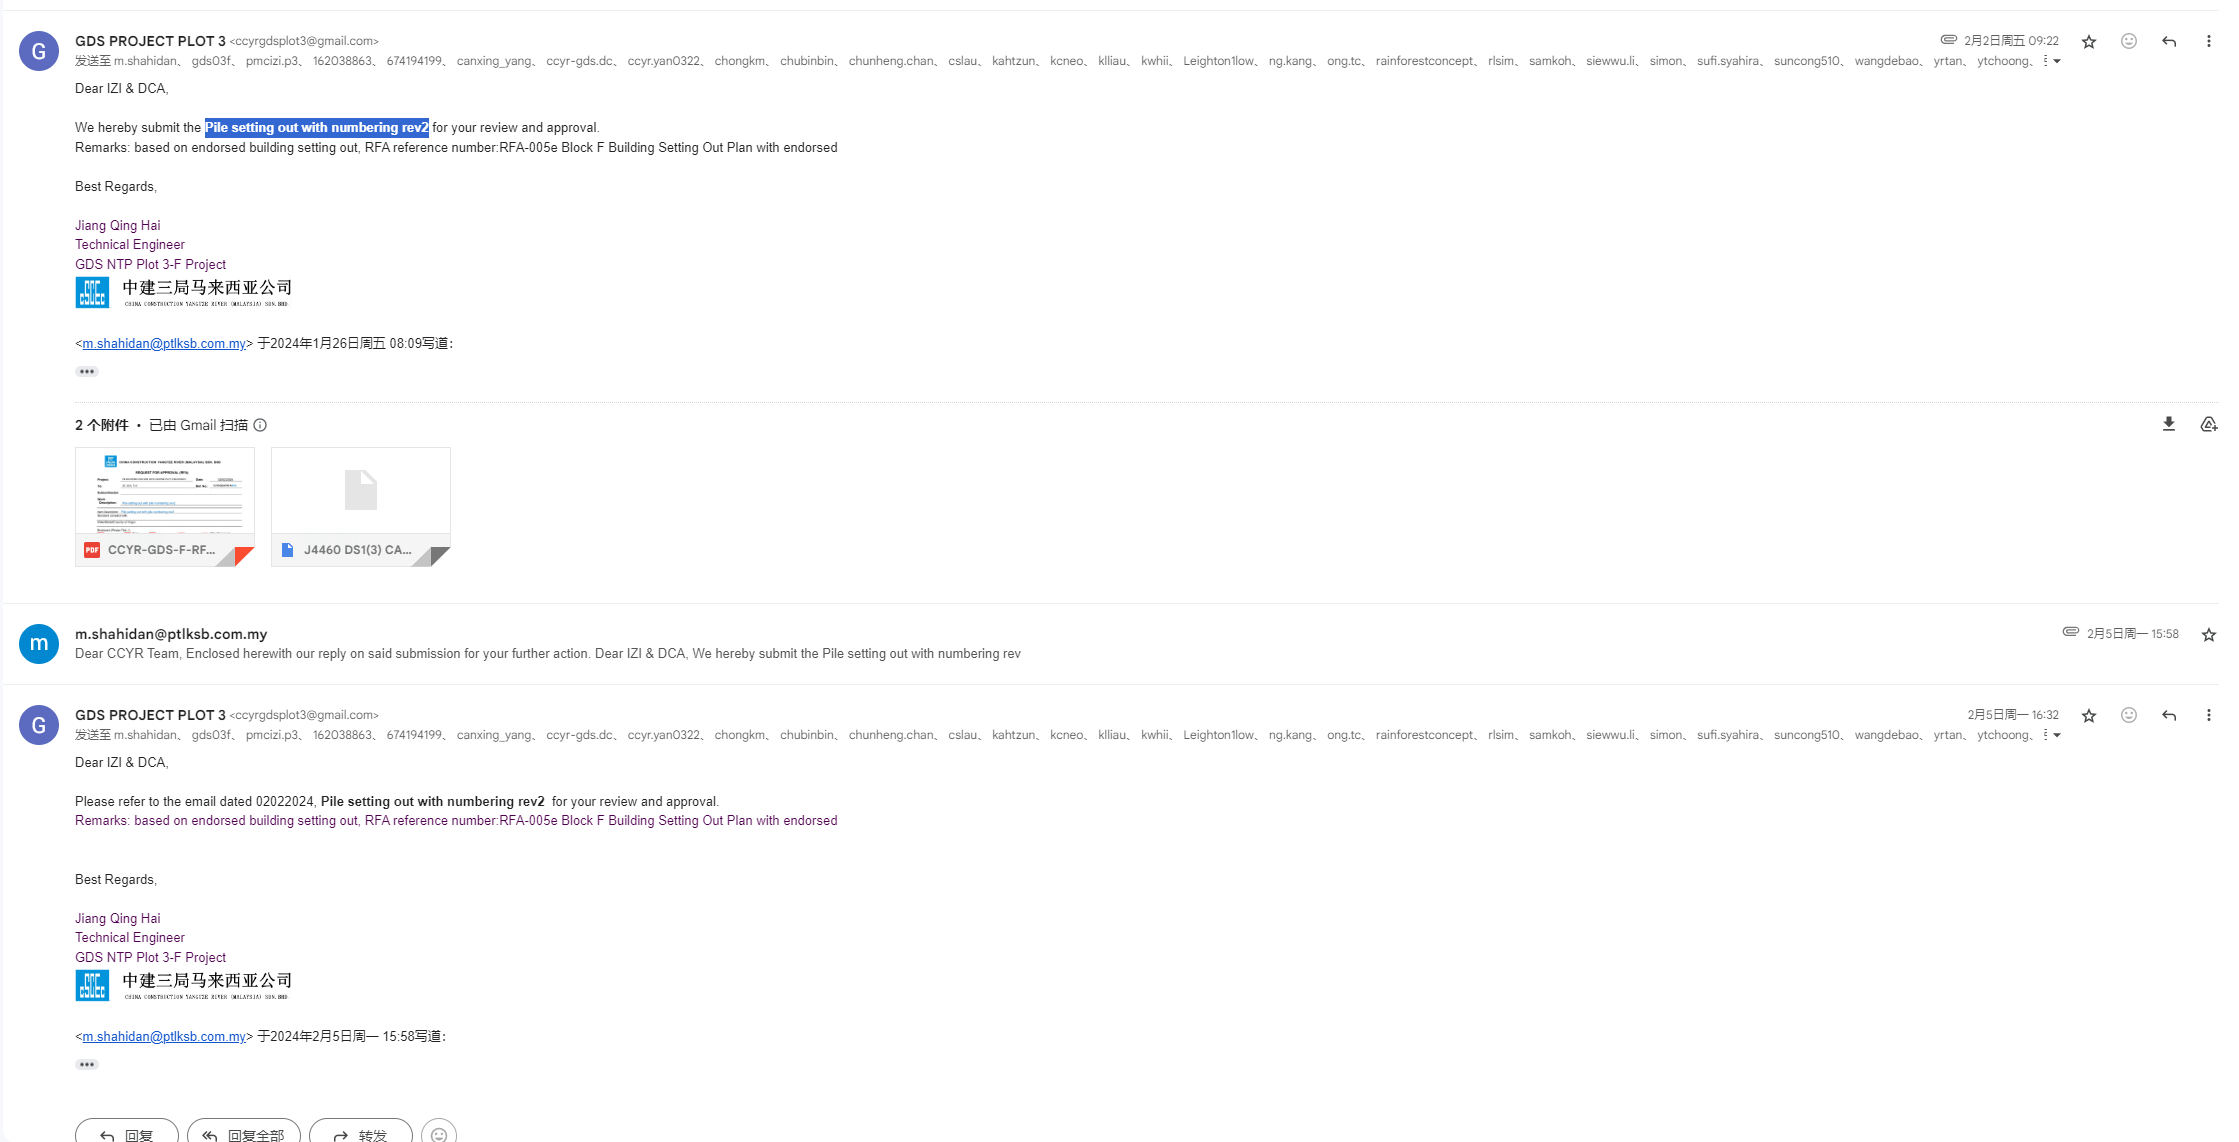 GDS PROJECT PLOT 3 <ccyrgdsplot3@gmail.com>
2月2日周五 09:22
发送至 m.shahidan、 gds03f、 pmcizi.p3、 162038863、 674194199、 canxing_yang、 ccyr-gds.dc、 ccyr.yan0322、 chongkm、 chubinbin、 chunheng.chan、 cslau、 kahtzun、 kcneo、 klliau、 kwhii、 Leighton1low、 ng.kang、 ong.tc、 rainforestconcept、 rlsim、 samkoh、 siewwu.li、 simon、 sufi.syahira、 suncong510、 wangdebao、 yrtan、 ytchoong、
Dear IZI & DCA,
We hereby submit the Pile setting out with numbering rev2 for your review and approval.
Remarks: based on endorsed building setting out, RFA reference number:RFA-005e Block F Building Setting Out Plan with endorsed
Best Regards,
Jiang Qing Hai
Technical Engineer
GDS NTP Plot 3-F Project
中建三局马来西亚公司
CHINA CONSTRUCTION YANGTZE RIVER (MALAYSIA) SDN.BHD
<m.shahidan@ptlksb.com.my> 于2024年1月26日周五 08:09写道：
2 个附件 • 已由 Gmail 扫描
CHINA CONSTRUCTION YANGTZE RIVER (MALAYSIA) SDN. BHD
REQUEST FOR APPROVAL (RFA)
PDF CCYR-GDS-F-RF...
J4460 DS1(3) CA...
m.shahidan@ptlksb.com.my
2月5日周一 15:58
Dear CCYR Team, Enclosed herewith our reply on said submission for your further action. Dear IZI & DCA, We hereby submit the Pile setting out with numbering rev
GDS PROJECT PLOT 3 <ccyrgdsplot3@gmail.com>
2月5日周一 16:32
发送至 m.shahidan、 gds03f、 pmcizi.p3、 162038863、 674194199、 canxing_yang、 ccyr-gds.dc、 ccyr.yan0322、 chongkm、 chubinbin、 chunheng.chan、 cslau、 kahtzun、 kcneo、 klliau、 kwhii、 Leighton1low、 ng.kang、 ong.tc、 rainforestconcept、 rlsim、 samkoh、 siewwu.li、 simon、 sufi.syahira、 suncong510、 wangdebao、 yrtan、 ytchoong、
Dear IZI & DCA,
Please refer to the email dated 02022024, Pile setting out with numbering rev2 for your review and approval.
Remarks: based on endorsed building setting out, RFA reference number:RFA-005e Block F Building Setting Out Plan with endorsed
Best Regards,
Jiang Qing Hai
Technical Engineer
GDS NTP Plot 3-F Project
中建三局马来西亚公司
CHINA CONSTRUCTION YANGTZE RIVER (MALAYSIA) SDN.BHD
<m.shahidan@ptlksb.com.my> 于2024年2月5日周一 15:58写道：
回复
回复全部
转发